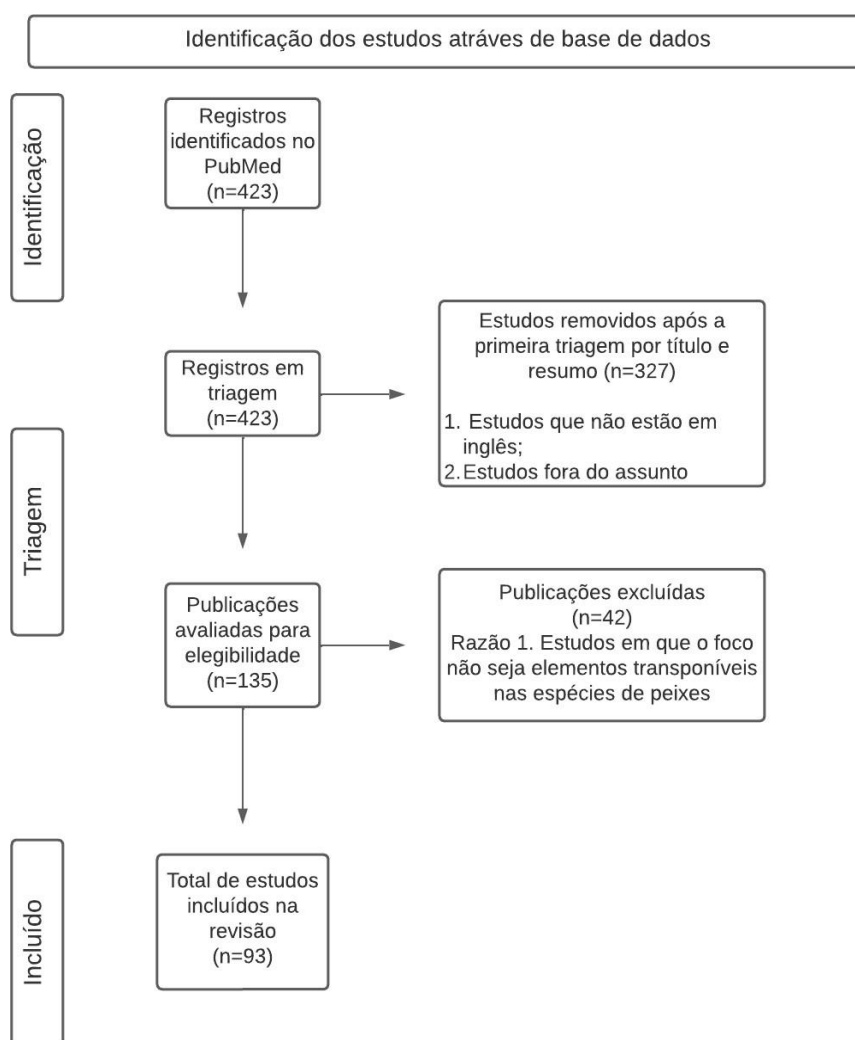 Identificação dos estudos atráves de base de dados
Identificação
Registros
identificados no
PubMed
(n=423)
Registros em
triagem
(n=423)
Estudos removidos após a
primeira triagem por título e
resumo (n=327)
1. Estudos que não estão em
inglês;
2.Estudos fora do assunto
Triagem
Publicações
avaliadas para
elegibilidade
(n=135)
Publicações excluídas
(n=42)
Razão 1. Estudos em que o foco
não seja elementos transponíveis
nas espécies de peixes
Incluído
Total de estudos
incluídos na
revisão
(n=93)